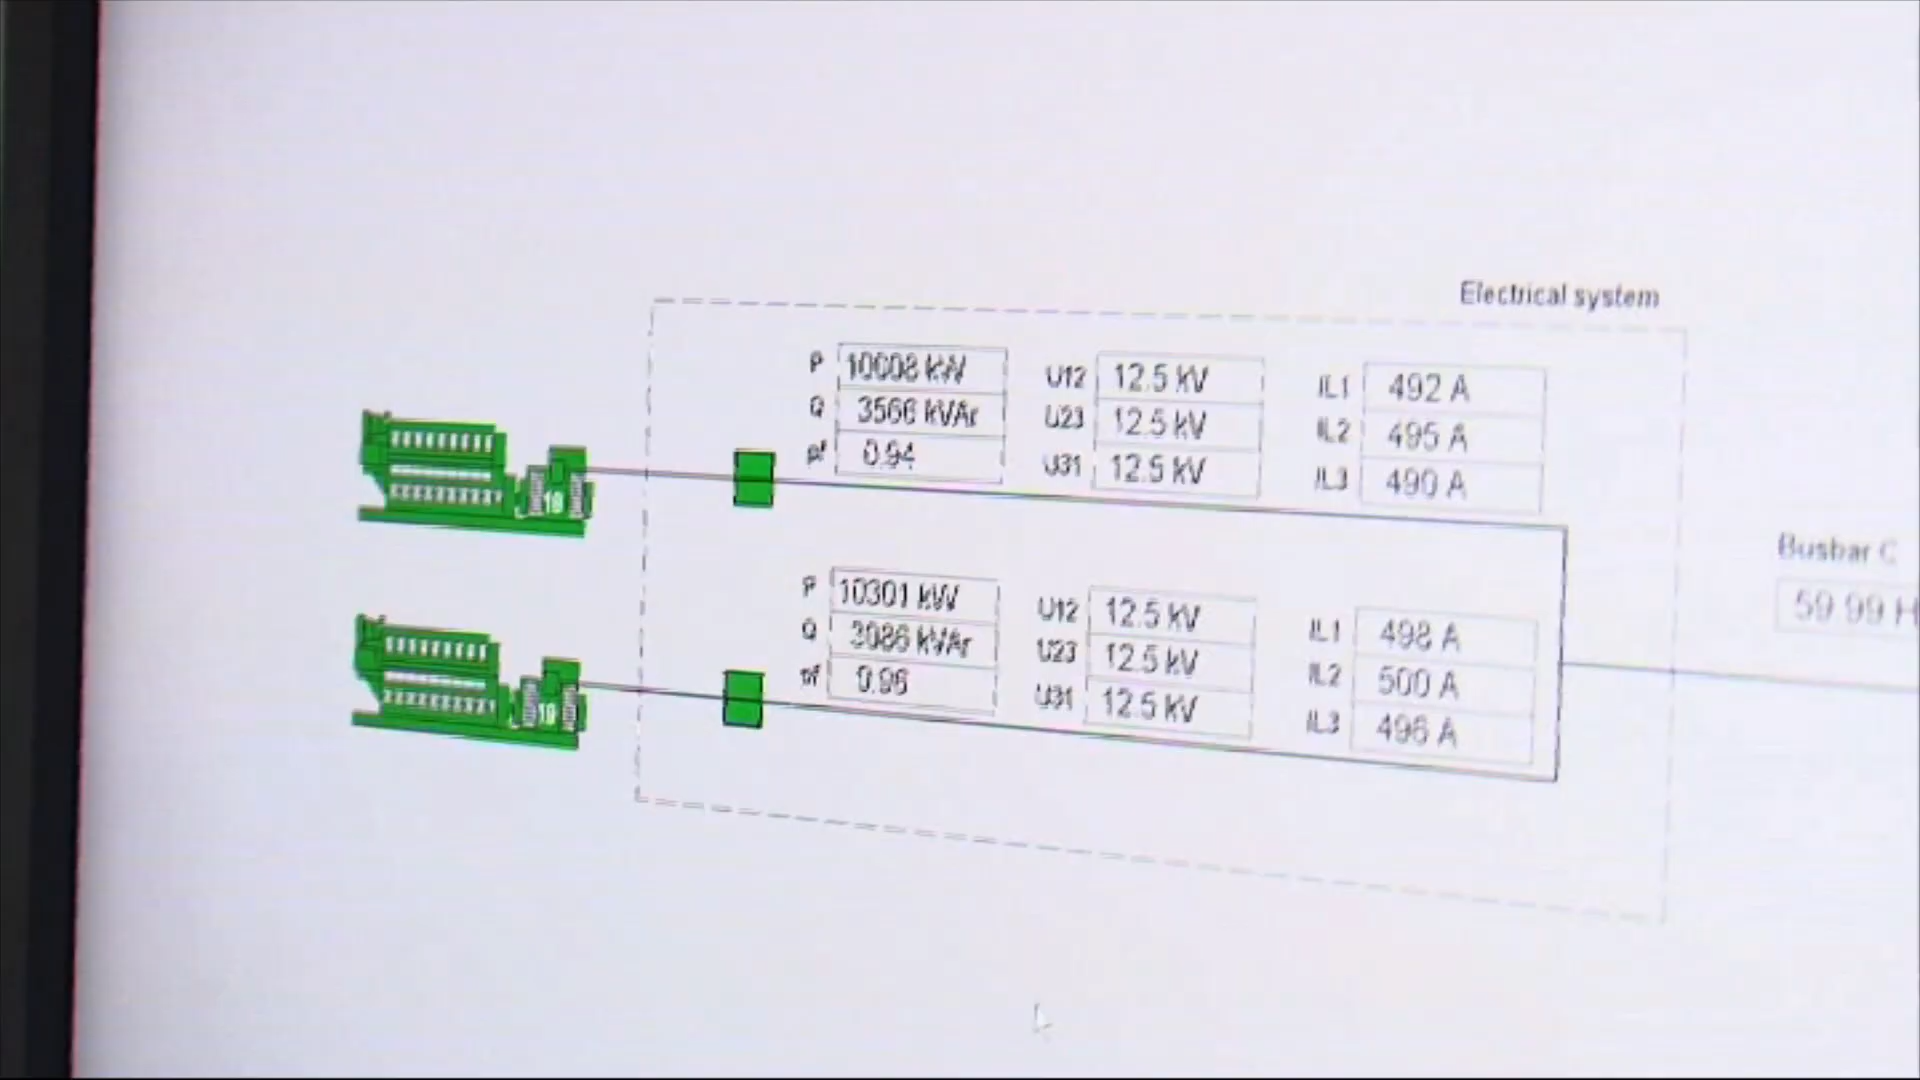 Electrical system
P 10008 kW U12 12.5 kV IL1 492 A
Q 3566 kVAr U23 12.5 kV IL2 495 A
pf 0.94 U31 12.5 kV IL3 490 A
Busbar C
59.99 H
P 10301 kW U12 12.5 kV IL1 498 A
Q 3086 kVAr U23 12.5 kV IL2 500 A
pf 0.96 U31 12.5 kV IL3 496 A